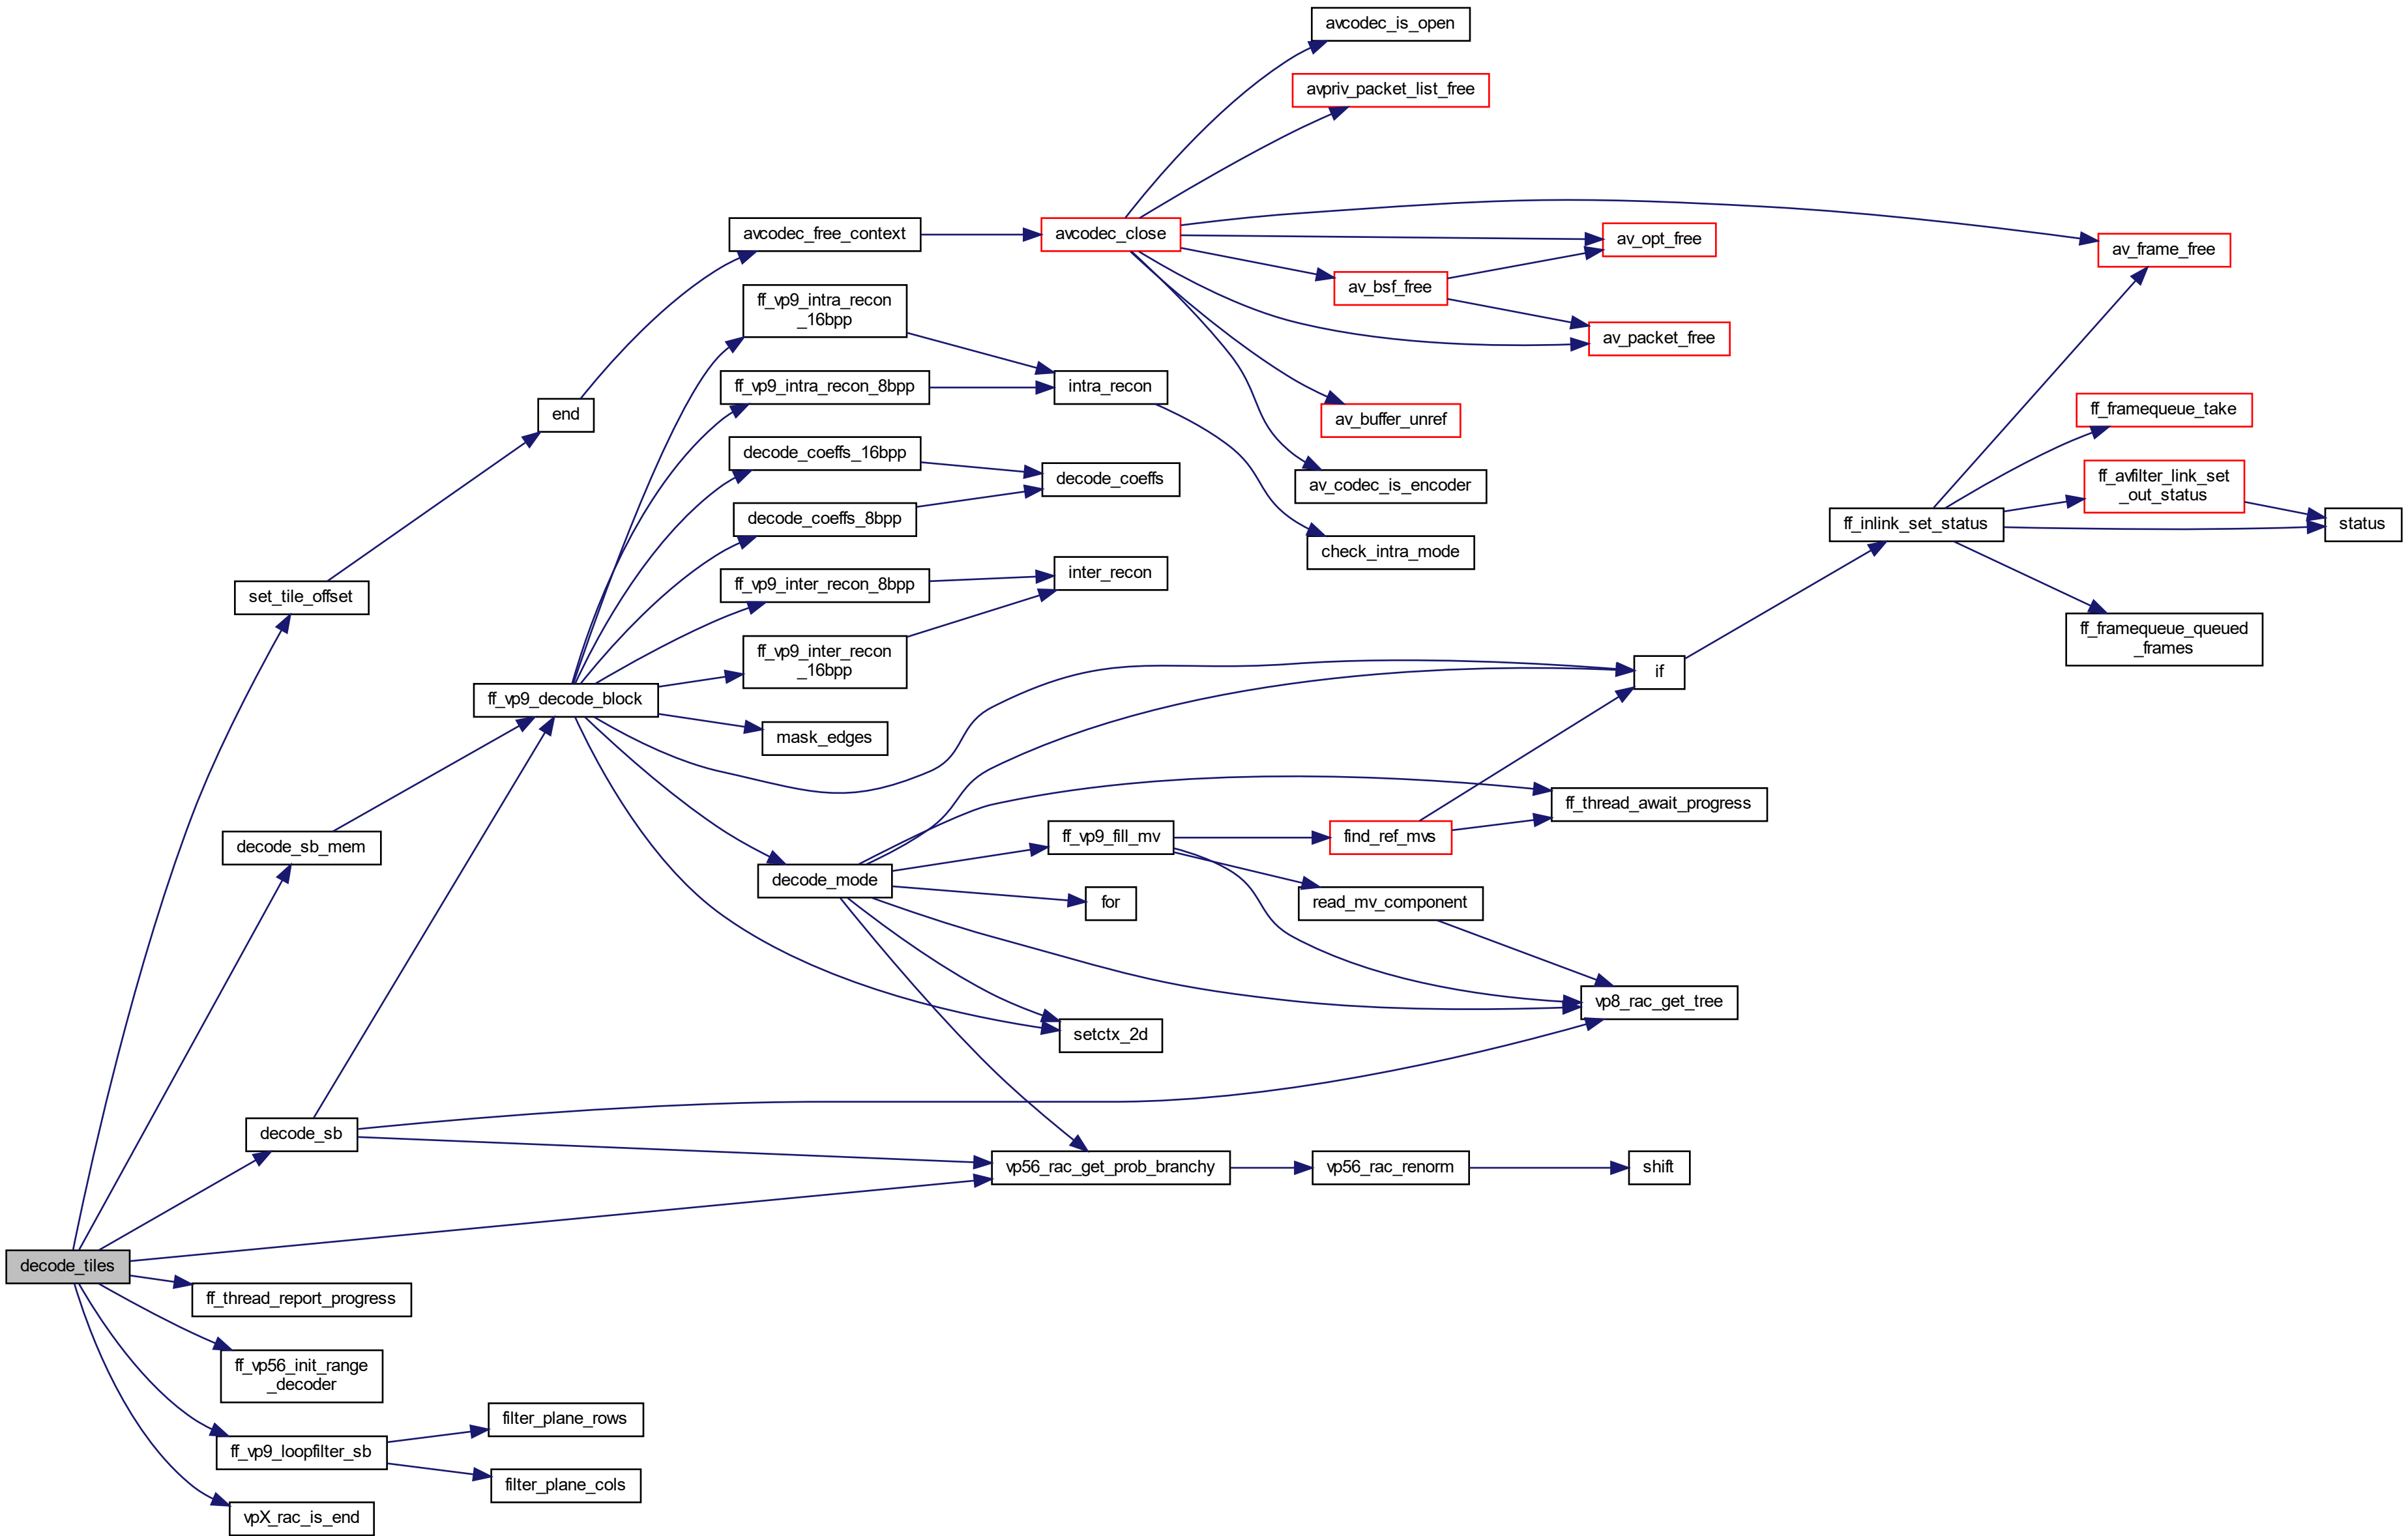 avcodec_is_open
avpriv_packet_list_free
avcodec_free_context
avcodec_close
av_opt_free
av_frame_free
av_bsf_free
ff_vp9_intra_recon
_16bpp
av_packet_free
ff_vp9_intra_recon_8bpp
intra_recon
end
av_buffer_unref
ff_framequeue_take
decode_coeffs_16bpp
decode_coeffs
av_codec_is_encoder
ff_avfilter_link_set
_out_status
decode_coeffs_8bpp
ff_inlink_set_status
status
check_intra_mode
set_tile_offset
ff_vp9_inter_recon_8bpp
inter_recon
ff_framequeue_queued
_frames
ff_vp9_inter_recon
_16bpp
if
ff_vp9_decode_block
mask_edges
ff_thread_await_progress
decode_sb_mem
ff_vp9_fill_mv
find_ref_mvs
decode_mode
for
read_mv_component
vp8_rac_get_tree
setctx_2d
decode_sb
vp56_rac_get_prob_branchy
vp56_rac_renorm
shift
decode_tiles
ff_thread_report_progress
ff_vp56_init_range
_decoder
filter_plane_rows
ff_vp9_loopfilter_sb
filter_plane_cols
vpX_rac_is_end